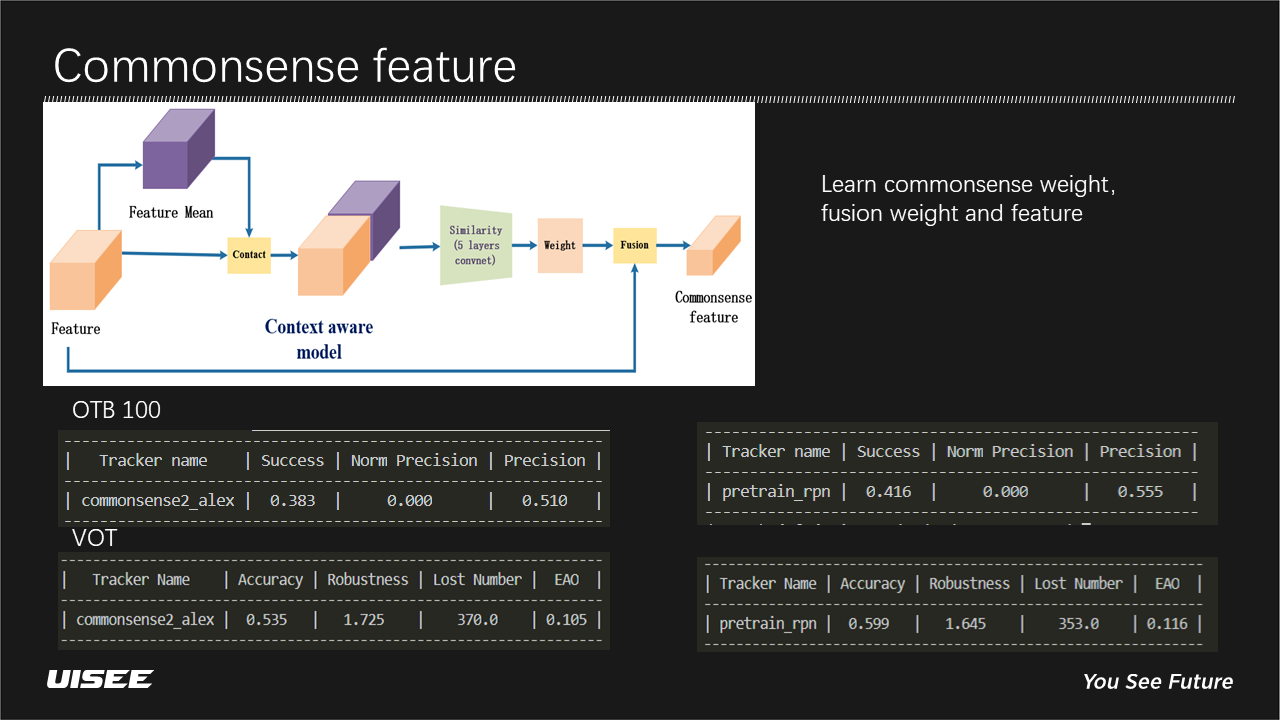 Commonsense feature
Feature Mean
Contact
Feature
Context aware
model
Similarity
(5 layers
convnet)
Weight
Fusion
Commonsense
feature
Learn commonsense weight,
fusion weight and feature
OTB 100
| Tracker name | Success | Norm Precision | Precision |
| commonsense2_alex | 0.383 | 0.000 | 0.510 |
| Tracker name | Success | Norm Precision | Precision |
| pretrain_rpn | 0.416 | 0.000 | 0.555 |
VOT
| Tracker Name | Accuracy | Robustness | Lost Number | EAO |
| commonsense2_alex | 0.535 | 1.725 | 370.0 | 0.105 |
| Tracker Name | Accuracy | Robustness | Lost Number | EAO |
| pretrain_rpn | 0.599 | 1.645 | 353.0 | 0.116 |
UISEE
You See Future